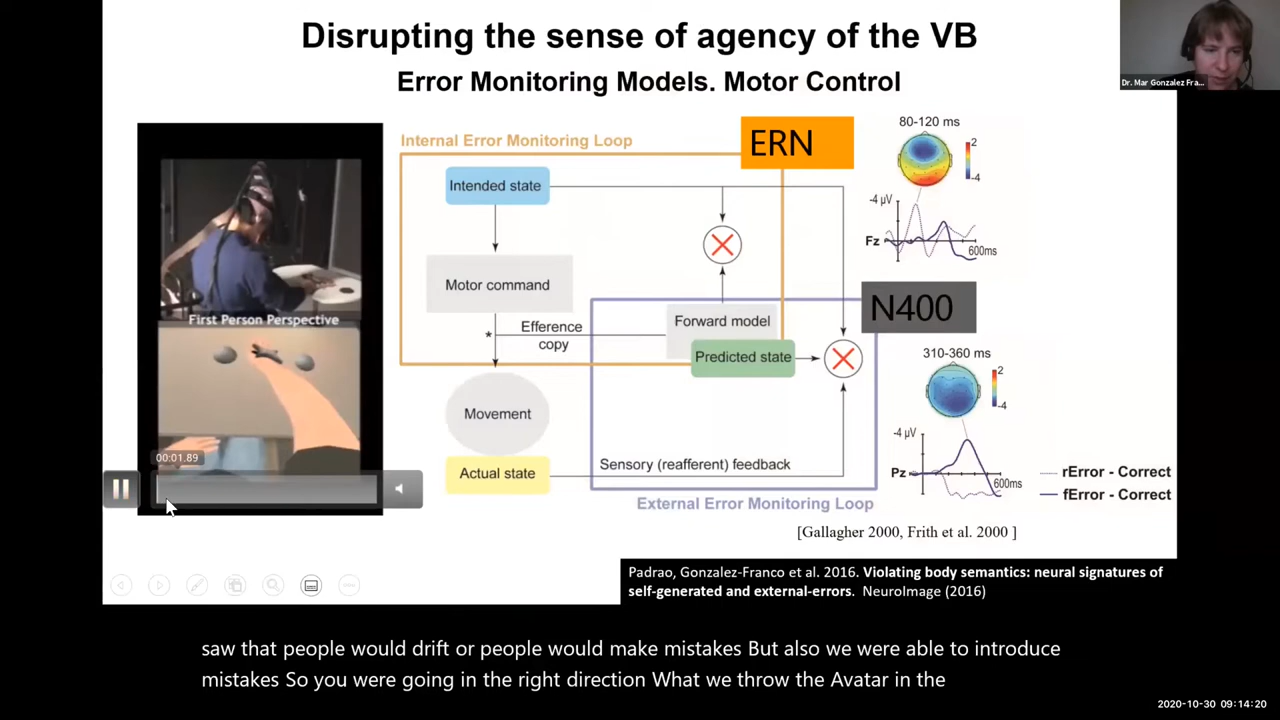 Disrupting the sense of agency of the VB
Error Monitoring Models. Motor Control
Dr. Mar Gonzalez Fra...
Internal Error Monitoring Loop
ERN
80-120 ms
2
-4
Intended state
-4 µV
Fz
600ms
Motor command
First Person Perspective
*
Efference
copy
Forward model
N400
Predicted state
310-360 ms
2
-4
Movement
-4 µV
00:01.89
Actual state
Sensory (reafferent) feedback
Pz
600ms
rError - Correct
fError - Correct
External Error Monitoring Loop
[Gallagher 2000, Frith et al. 2000 ]
Padrao, Gonzalez-Franco et al. 2016. Violating body semantics: neural signatures of
self-generated and external-errors. NeuroImage (2016)
saw that people would drift or people would make mistakes But also we were able to introduce
mistakes So you were going in the right direction What we throw the Avatar in the
2020-10-30 09:14:20